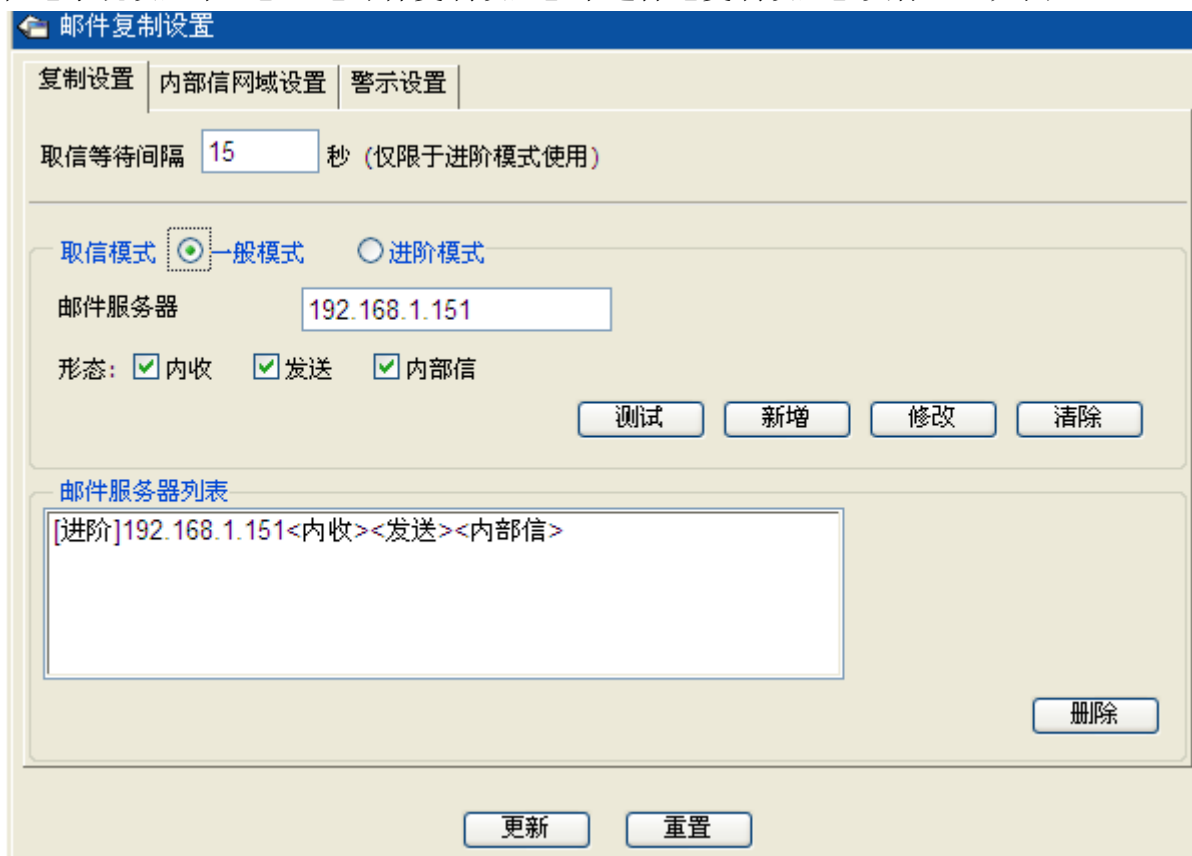 邮件复制设置
复制设置 内部信网域设置 警示设置
取信等待间隔 15 秒 (仅限于进阶模式使用)
取信模式 一般模式 进阶模式
邮件服务器 192.168.1.151
形态: 内收 发送 内部信
测试 新增 修改 清除
邮件服务器列表
[进阶]192.168.1.151<内收><发送><内部信>
删除
更新 重置